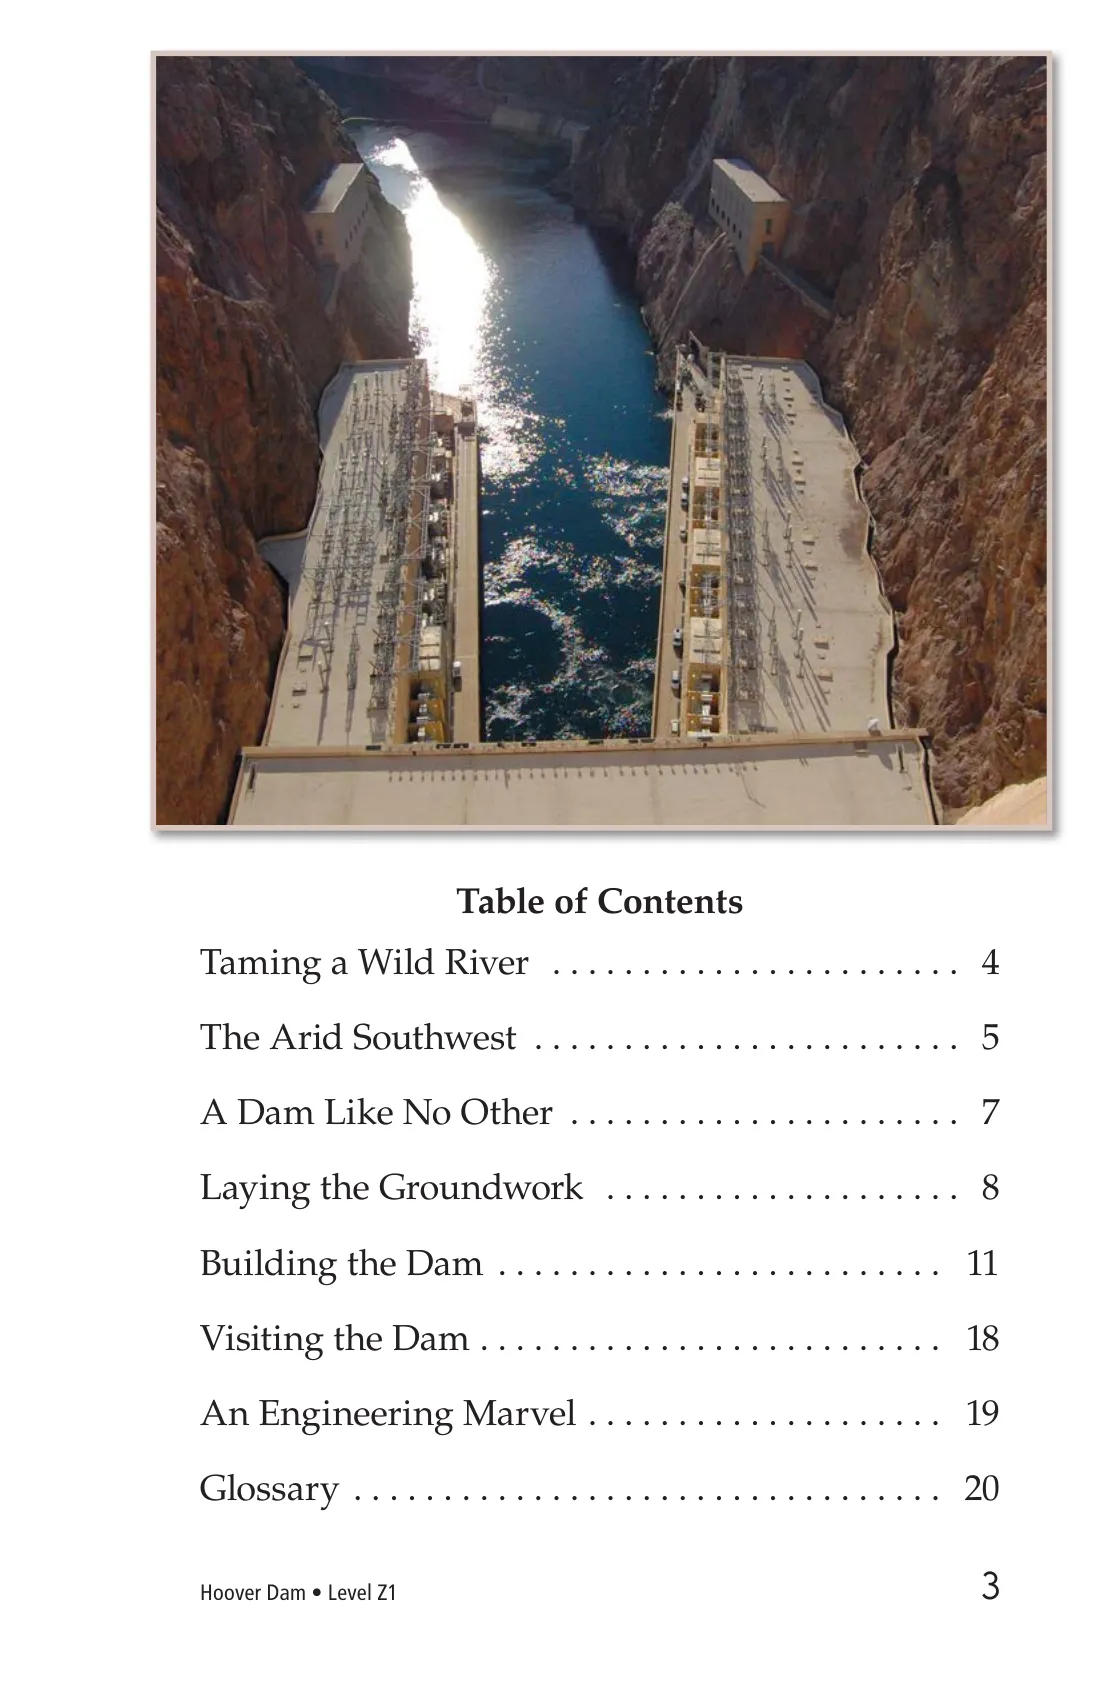 Table of Contents
Taming a Wild River . . . . . . . . . . . . . . . . . . . . . . . 4
The Arid Southwest . . . . . . . . . . . . . . . . . . . . . . . . 5
A Dam Like No Other . . . . . . . . . . . . . . . . . . . . . . 7
Laying the Groundwork . . . . . . . . . . . . . . . . . . . . 8
Building the Dam . . . . . . . . . . . . . . . . . . . . . . . . . 11
Visiting the Dam . . . . . . . . . . . . . . . . . . . . . . . . . . 18
An Engineering Marvel . . . . . . . . . . . . . . . . . . . . 19
Glossary . . . . . . . . . . . . . . . . . . . . . . . . . . . . . . . . . 20
Hoover Dam • Level Z1 3